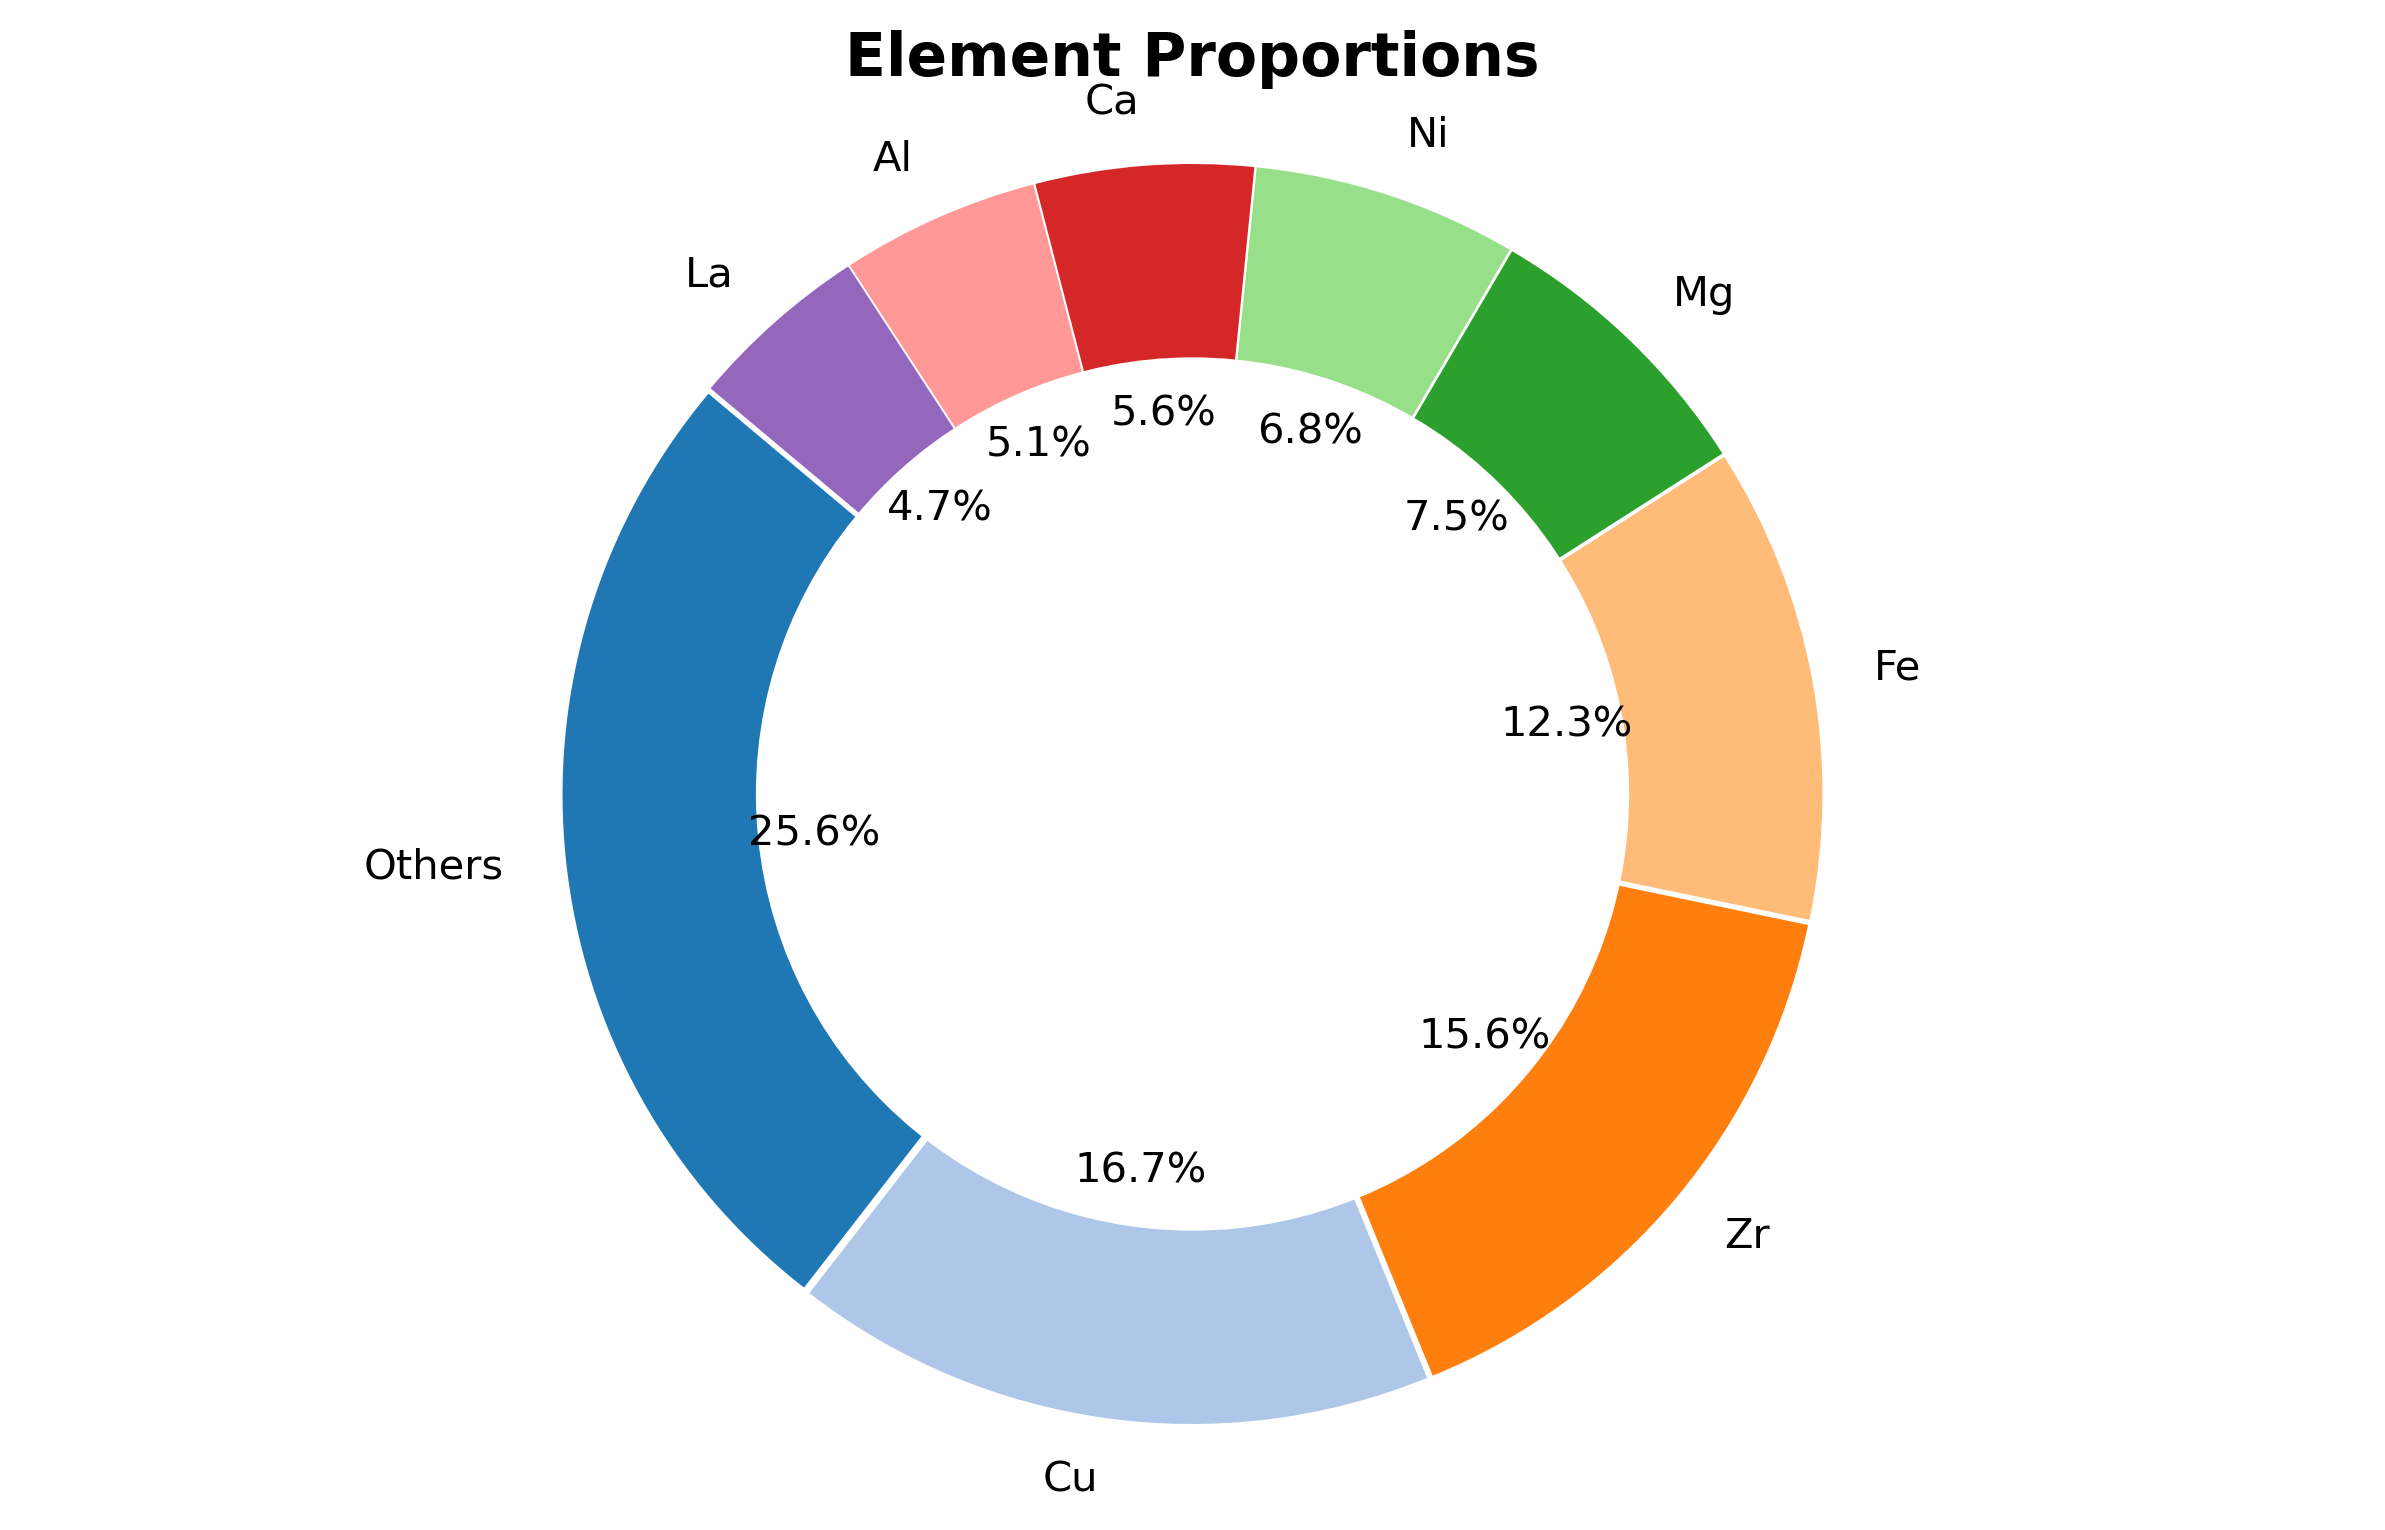 Element Proportions
Ca
Ni
Al
La
Mg
5.6%
6.8%
5.1%
4.7%
7.5%
Fe
12.3%
25.6%
Others
15.6%
16.7%
Zr
Cu